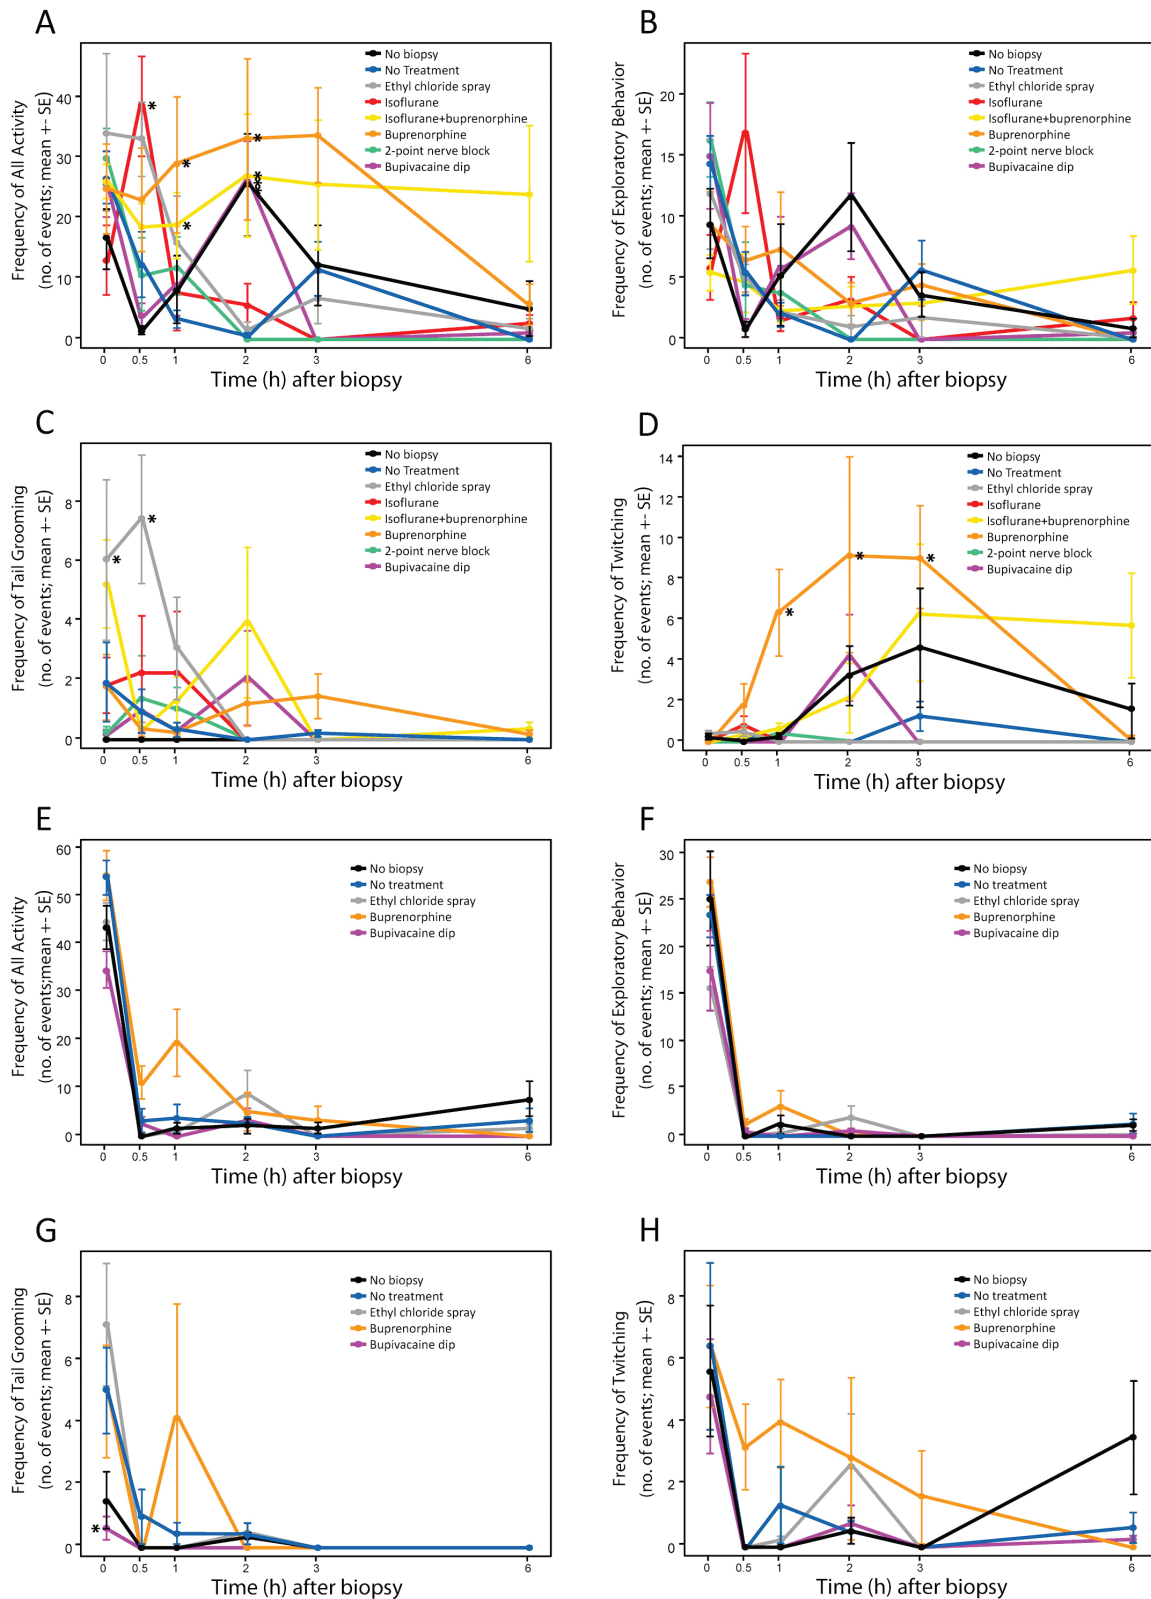 A
Frequency of All Activity
(no. of events; mean +- SE)
40
30
20
10
0
No biopsy
No Treatment
Ethyl chloride spray
Isoflurane
Isoflurane+buprenorphine
Buprenorphine
2-point nerve block
Bupivacaine dip
*
*
*
*
*
0
0.5
1
2
3
6
Time (h) after biopsy
B
Frequency of Exploratory Behavior
(no. of events; mean +- SE)
20
15
10
5
0
No biopsy
No Treatment
Ethyl chloride spray
Isoflurane
Isoflurane+buprenorphine
Buprenorphine
2-point nerve block
Bupivacaine dip
0
0.5
1
2
3
6
Time (h) after biopsy
C
Frequency of Tail Grooming
(no. of events; mean +- SE)
8
6
4
2
0
No biopsy
No Treatment
Ethyl chloride spray
Isoflurane
Isoflurane+buprenorphine
Buprenorphine
2-point nerve block
Bupivacaine dip
*
*
0
0.5
1
2
3
6
Time (h) after biopsy
D
Frequency of Twitching
(no. of events; mean +- SE)
14
12
10
8
6
4
2
0
No biopsy
No Treatment
Ethyl chloride spray
Isoflurane
Isoflurane+buprenorphine
Buprenorphine
2-point nerve block
Bupivacaine dip
*
*
*
0
0.5
1
2
3
6
Time (h) after biopsy
E
Frequency of All Activity
(no. of events;mean +- SE)
60
50
40
30
20
10
0
No biopsy
No treatment
Ethyl chloride spray
Buprenorphine
Bupivacaine dip
0
0.5
1
2
3
6
Time (h) after biopsy
F
Frequency of Exploratory Behavior
(no. of events; mean +- SE)
30
25
20
15
10
5
0
No biopsy
No treatment
Ethyl chloride spray
Buprenorphine
Bupivacaine dip
0
0.5
1
2
3
6
Time (h) after biopsy
G
Frequency of Tail Grooming
(no. of events; mean +- SE)
8
6
4
2
0
No biopsy
No treatment
Ethyl chloride spray
Buprenorphine
Bupivacaine dip
*
0
0.5
1
2
3
6
Time (h) after biopsy
H
Frequency of Twitching
(no. of events; mean +- SE)
8
6
4
2
0
No biopsy
No treatment
Ethyl chloride spray
Buprenorphine
Bupivacaine dip
0
0.5
1
2
3
6
Time (h) after biopsy